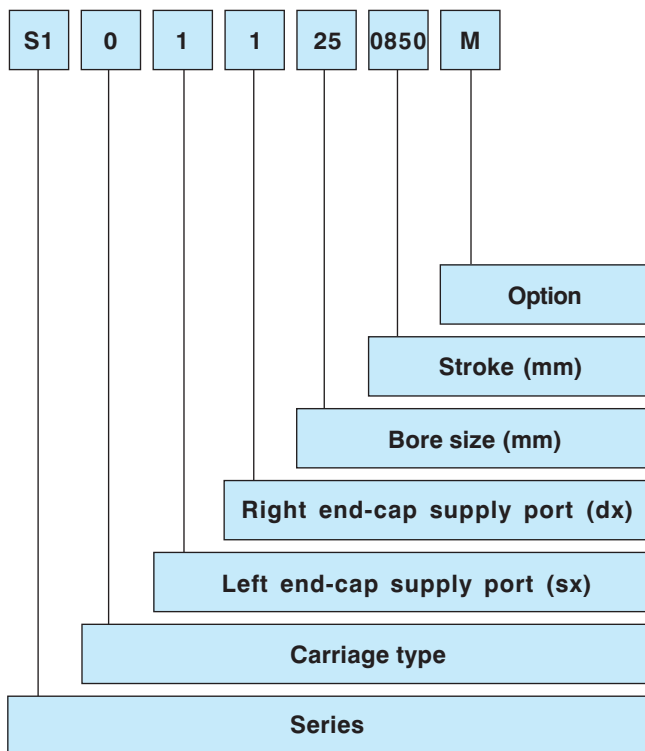 S1 0 1 1 25 0850 M
Option
Stroke (mm)
Bore size (mm)
Right end-cap supply port (dx)
Left end-cap supply port (sx)
Carriage type
Series